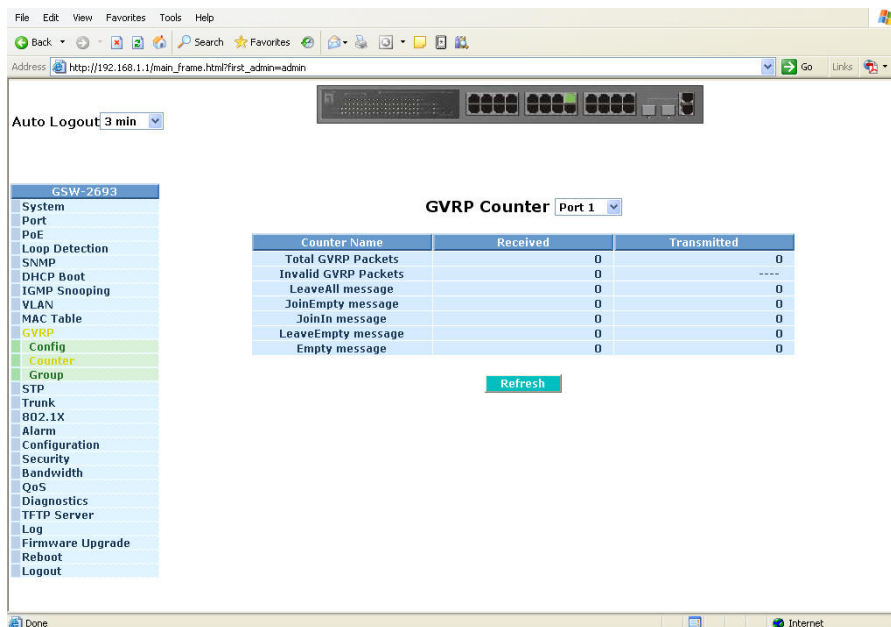 File Edit View Favorites Tools Help
Back Search Favorites
Address http://192.168.1.1/main_frame.html?first_admin=admin Go Links
Auto Logout 3 min
GSW-2693
System
Port
PoE
Loop Detection
SNMP
DHCP Boot
IGMP Snooping
VLAN
MAC Table
GVRP
Config
Counter
Group
STP
Trunk
802.1X
Alarm
Configuration
Security
Bandwidth
QoS
Diagnostics
TFTP Server
Log
Firmware Upgrade
Reboot
Logout
GVRP Counter Port 1
Counter Name Received Transmitted
Total GVRP Packets 0 0
Invalid GVRP Packets 0 ----
LeaveAll message 0 0
JoinEmpty message 0 0
JoinIn message 0 0
LeaveEmpty message 0 0
Empty message 0 0
Refresh
Done Internet